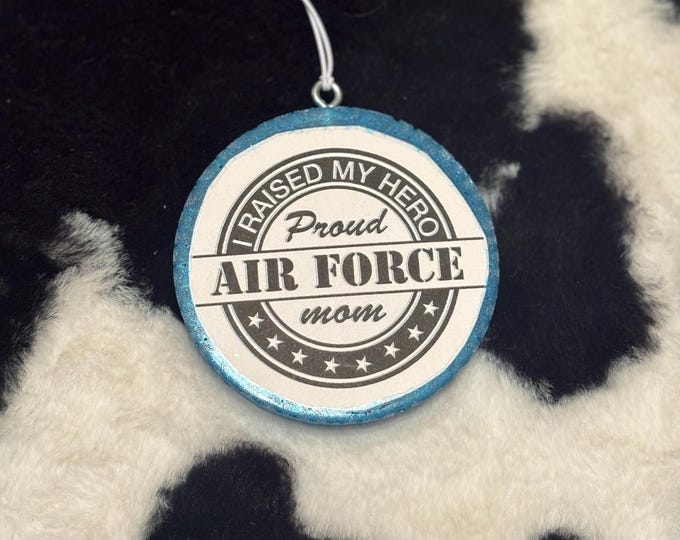 I RAISED MY HERO
Proud
AIR FORCE
mom